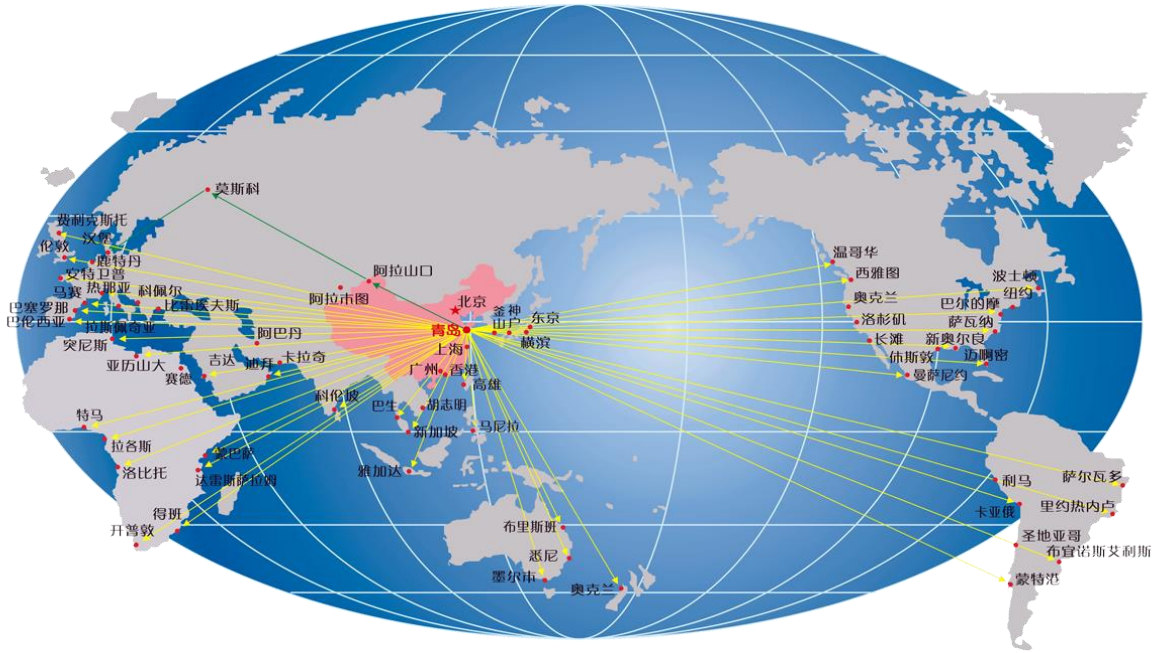 莫斯科
费利克斯托
汉堡
伦敦
鹿特丹
安特卫普
马赛
热那亚
科佩尔
巴塞罗那
比雷埃夫斯
巴伦西亚
拉斯佩奇亚
突尼斯
亚历山大
赛德
吉达
迪拜
卡拉奇
阿巴丹
阿拉木图
阿拉山口
北京
青岛
釜山
神户
东京
横滨
上海
广州
香港
高雄
科伦坡
巴生
胡志明
新加坡
马尼拉
雅加达
特马
拉各斯
洛比托
蒙巴萨
达雷斯萨拉姆
得班
开普敦
布里斯班
悉尼
墨尔本
奥克兰
温哥华
西雅图
奥克兰
洛杉矶
长滩
休斯敦
曼萨尼约
新奥尔良
迈啊密
萨瓦纳
巴尔的摩
纽约
波士顿
利马
卡亚俄
萨尔瓦多
里约热内卢
圣地亚哥
布宜诺斯艾利斯
蒙特港